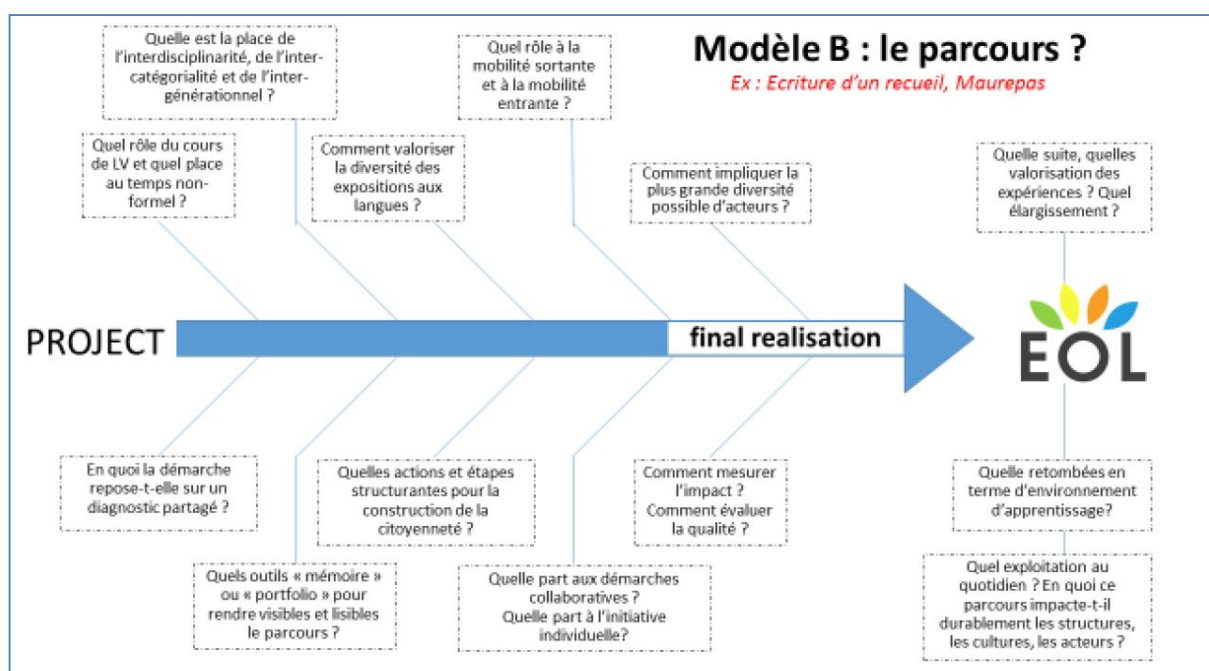 Modèle B : le parcours ?
Ex : Ecriture d'un recueil, Maurepas
Quelle est la place de
l'interdisciplinarité, de l'inter-
catégorialité et de l'inter-
générationnel ?
Quel rôle à la
mobilité sortante
et à la mobilité
entrante ?
Quel rôle du cours
de LV et quel place
au temps non-
formel ?
Comment valoriser
la diversité des
expositions aux
langues ?
Comment impliquer la
plus grande diversité
possible d'acteurs ?
Quelle suite, quelles
valorisation des
expériences ? Quel
élargissement ?
PROJECT
final realisation
EOL
En quoi la démarche
repose-t-elle sur un
diagnostic partagé ?
Quelles actions et étapes
structurantes pour la
construction de la
citoyenneté ?
Comment mesurer
l'impact ?
Comment évaluer
la qualité ?
Quelle retombées en
terme d'environnement
d'apprentissage?
Quels outils « mémoire »
ou « portfolio » pour
rendre visibles et lisibles
le parcours ?
Quelle part aux démarches
collaboratives ?
Quelle part à l'initiative
individuelle?
Quel exploitation au
quotidien ? En quoi ce
parcours impacte-t-il
durablement les structures,
les cultures, les acteurs ?